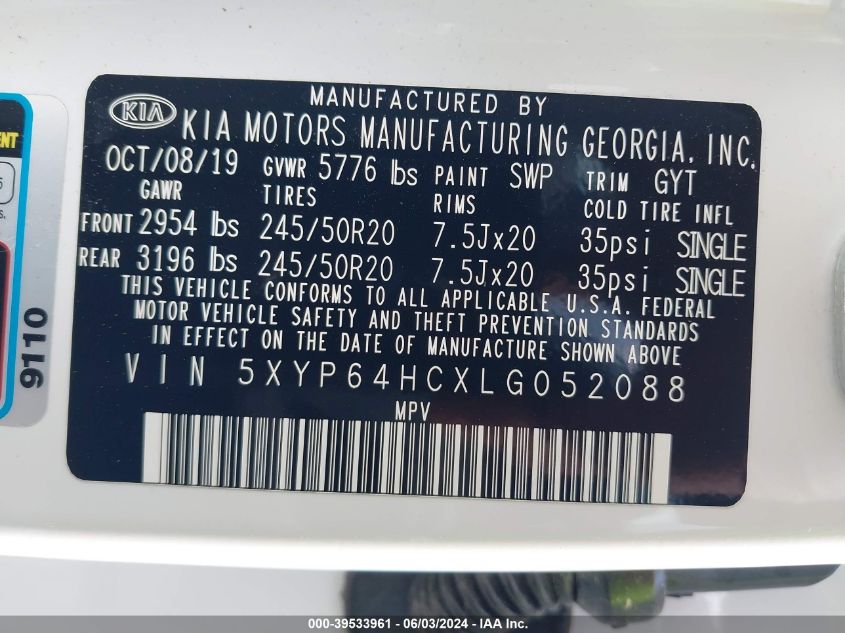 MANUFACTURED BY
KIA KIA MOTORS MANUFACTURING GEORGIA, INC.
OCT/08/19 GVWR 5776 lbs PAINT SWP TRIM GYT
GAWR TIRES RIMS COLD TIRE INFL
FRONT 2954 lbs 245/50R20 7.5Jx20 35psi SINGLE
REAR 3196 lbs 245/50R20 7.5Jx20 35psi SINGLE
THIS VEHICLE CONFORMS TO ALL APPLICABLE U.S.A. FEDERAL
MOTOR VEHICLE SAFETY AND THEFT PREVENTION STANDARDS
IN EFFECT ON THE DATE OF MANUFACTURE SHOWN ABOVE
VIN 5XYP64HCXLG052088
MPV
9110
000-39533961 - 06/03/2024 - IAA Inc.